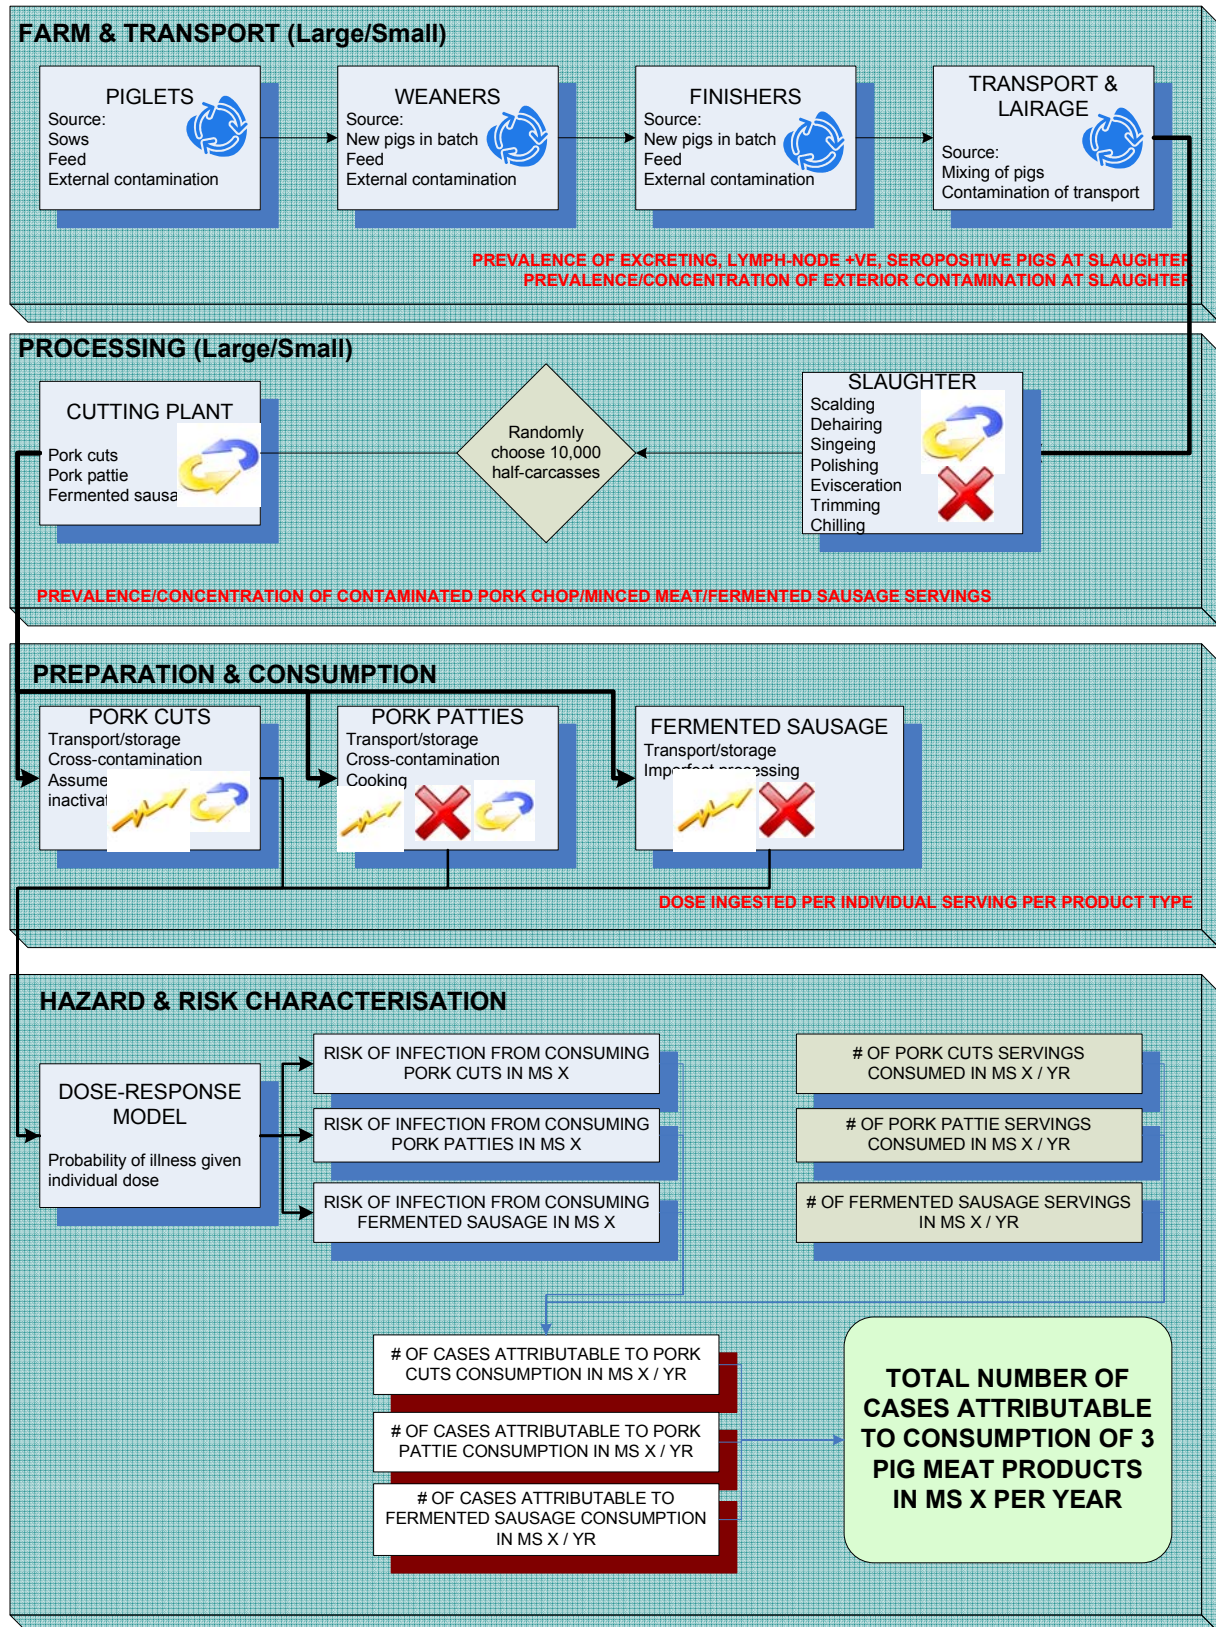 FARM & TRANSPORT (Large/Small)
PIGLETS
Source:
Sows
Feed
External contamination
WEANERS
Source:
New pigs in batch
Feed
External contamination
FINISHERS
Source:
New pigs in batch
Feed
External contamination
TRANSPORT &
LAIRAGE
Source:
Mixing of pigs
Contamination of transport
PREVALENCE OF EXCRETING, LYMPH-NODE +VE, SEROPOSITIVE PIGS AT SLAUGHTER
PREVALENCE/CONCENTRATION OF EXTERIOR CONTAMINATION AT SLAUGHTER
PROCESSING (Large/Small)
CUTTING PLANT
Pork cuts
Pork pattie
Fermented sausa
Randomly
choose 10,000
half-carcasses
SLAUGHTER
Scalding
Dehairing
Singeing
Polishing
Evisceration
Trimming
Chilling
PREVALENCE/CONCENTRATION OF CONTAMINATED PORK CHOP/MINCED MEAT/FERMENTED SAUSAGE SERVINGS
PREPARATION & CONSUMPTION
PORK CUTS
Transport/storage
Cross-contamination
Assume
inactivat
PORK PATTIES
Transport/storage
Cross-contamination
Cooking
FERMENTED SAUSAGE
Transport/storage
Imperfect processing
DOSE INGESTED PER INDIVIDUAL SERVING PER PRODUCT TYPE
HAZARD & RISK CHARACTERISATION
DOSE-RESPONSE
MODEL
Probability of illness given
individual dose
RISK OF INFECTION FROM CONSUMING
PORK CUTS IN MS X
RISK OF INFECTION FROM CONSUMING
PORK PATTIES IN MS X
RISK OF INFECTION FROM CONSUMING
FERMENTED SAUSAGE IN MS X
# OF PORK CUTS SERVINGS
CONSUMED IN MS X / YR
# OF PORK PATTIE SERVINGS
CONSUMED IN MS X / YR
# OF FERMENTED SAUSAGE SERVINGS
IN MS X / YR
# OF CASES ATTRIBUTABLE TO PORK
CUTS CONSUMPTION IN MS X / YR
# OF CASES ATTRIBUTABLE TO PORK
PATTIE CONSUMPTION IN MS X / YR
# OF CASES ATTRIBUTABLE TO
FERMENTED SAUSAGE CONSUMPTION
IN MS X / YR
TOTAL NUMBER OF
CASES ATTRIBUTABLE
TO CONSUMPTION OF 3
PIG MEAT PRODUCTS
IN MS X PER YEAR